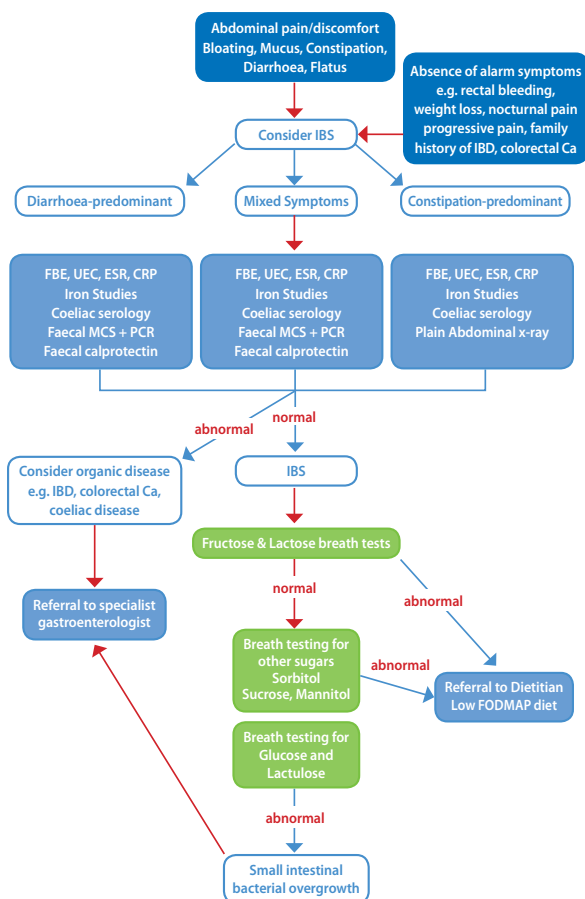 Abdominal pain/discomfort
Bloating, Mucus, Constipation,
Diarrhoea, Flatus
Absence of alarm symptoms
e.g. rectal bleeding,
weight loss, nocturnal pain
progressive pain, family
history of IBD, colorectal Ca
Consider IBS
Diarrhoea-predominant
Mixed Symptoms
Constipation-predominant
FBE, UEC, ESR, CRP
Iron Studies
Coeliac serology
Faecal MCS + PCR
Faecal calprotectin
FBE, UEC, ESR, CRP
Iron Studies
Coeliac serology
Faecal MCS + PCR
Faecal calprotectin
FBE, UEC, ESR, CRP
Iron Studies
Coeliac serology
Plain Abdominal x-ray
abnormal
normal
Consider organic disease
e.g. IBD, colorectal Ca,
coeliac disease
IBS
Fructose & Lactose breath tests
Referral to specialist
gastroenterologist
normal
abnormal
Breath testing for
other sugars
Sorbitol
Sucrose, Mannitol
abnormal
Referral to Dietitian
Low FODMAP diet
Breath testing for
Glucose and
Lactulose
abnormal
Small intestinal
bacterial overgrowth